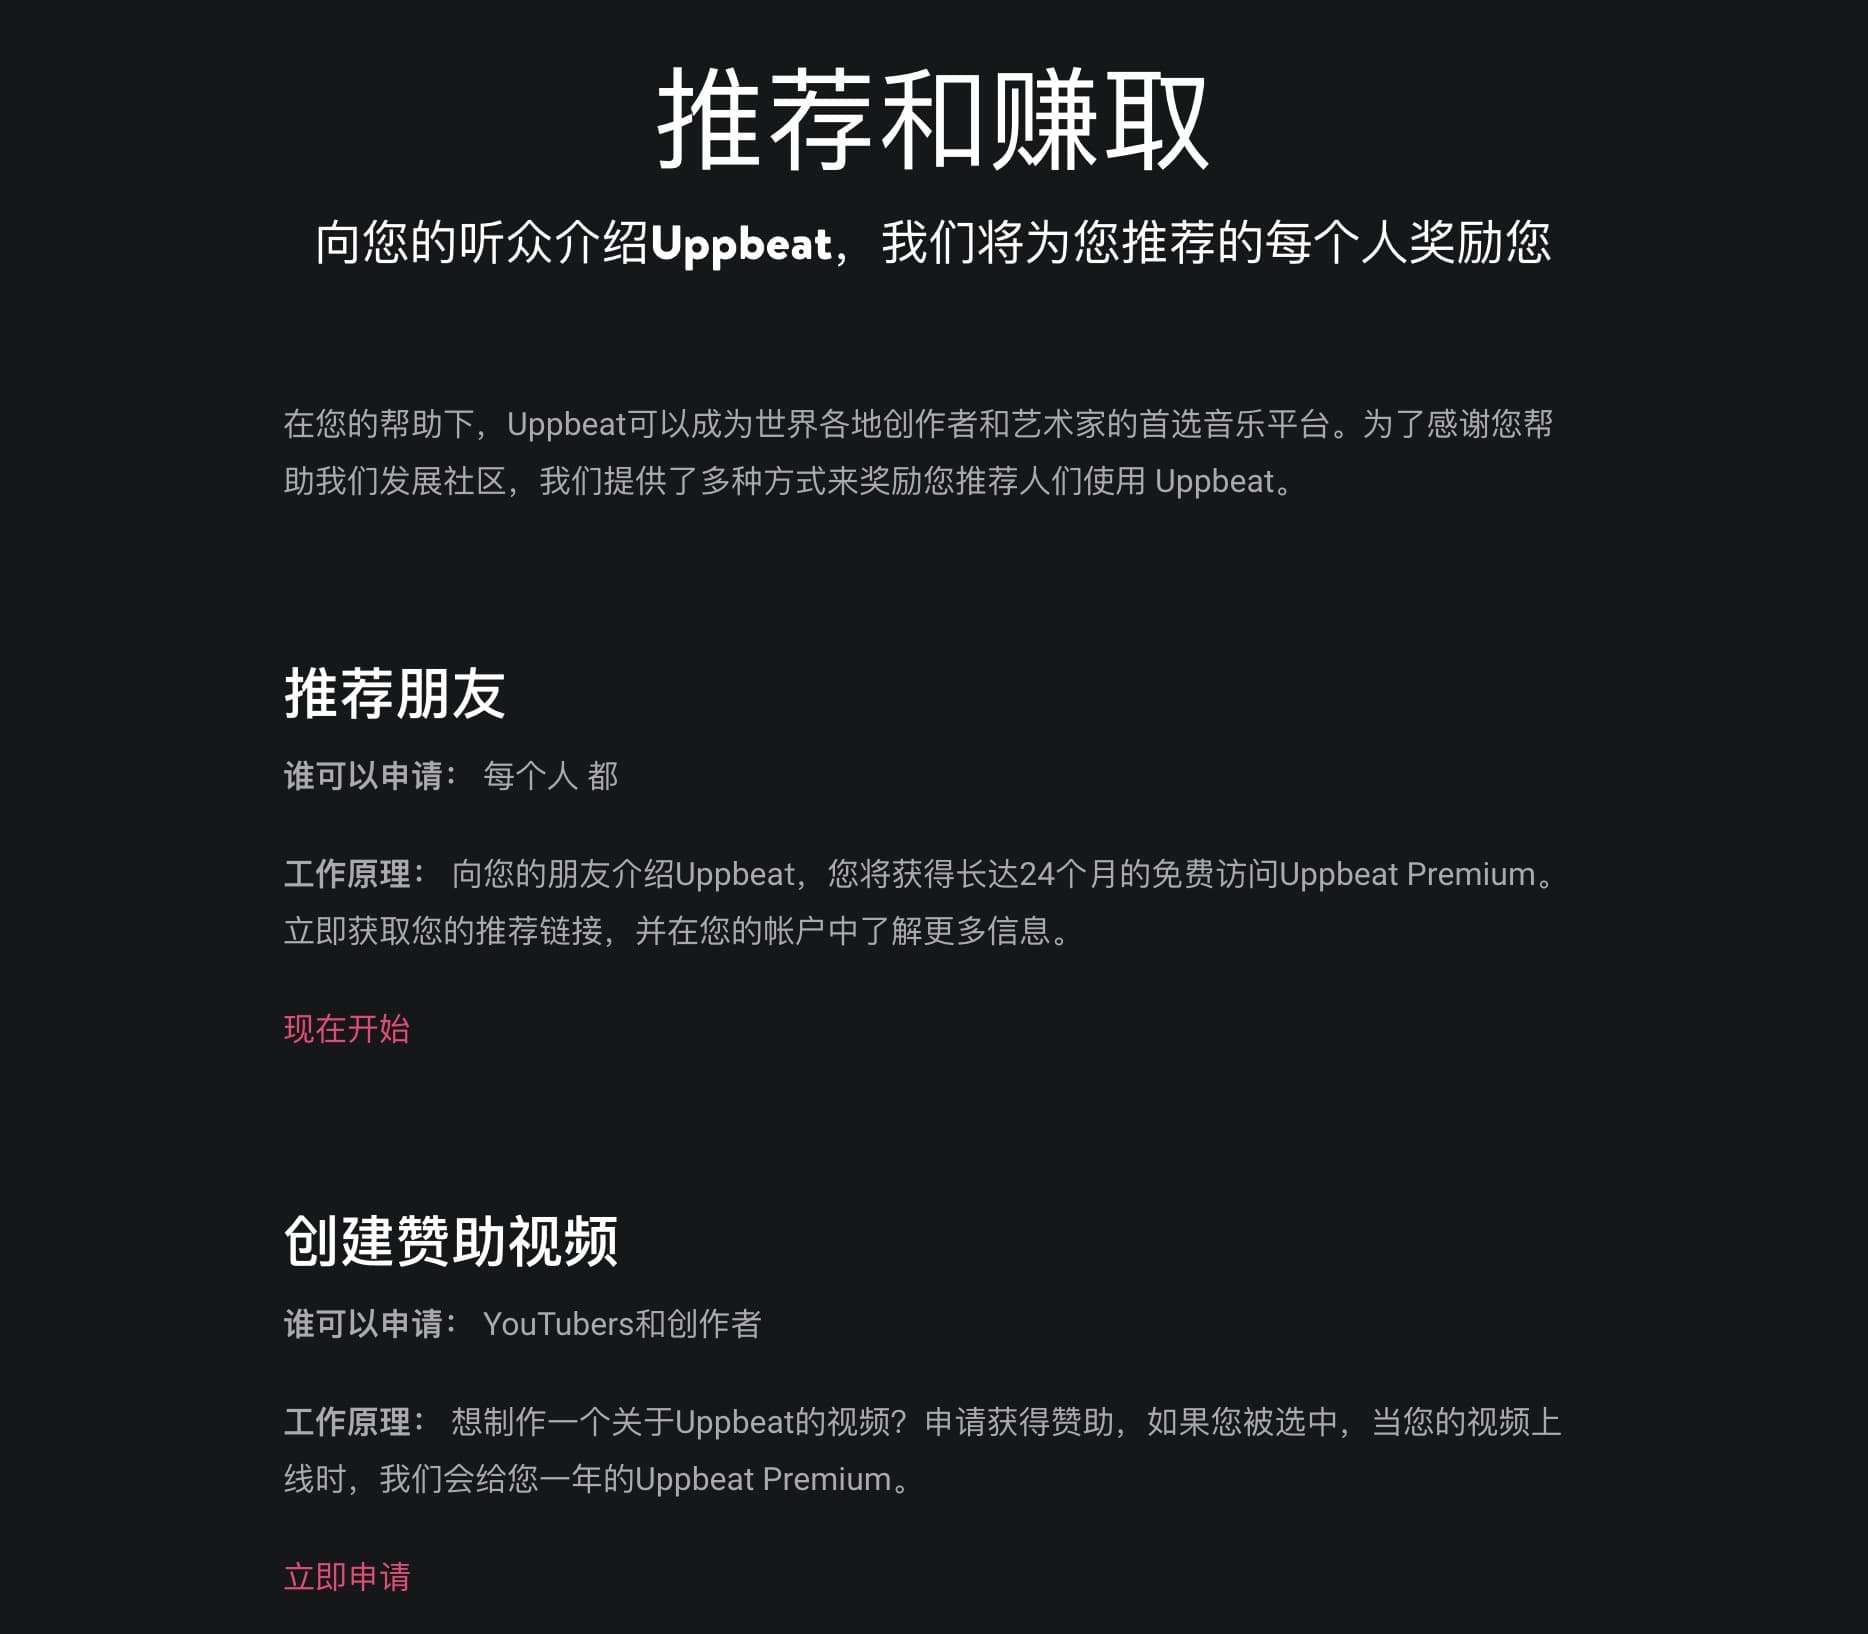 推荐和赚取
向您的听众介绍Uppbeat，我们将为您推荐的每个人奖励您
在您的帮助下，Uppbeat可以成为世界各地创作者和艺术家的首选音乐平台。为了感谢您帮
助我们发展社区，我们提供了多种方式来奖励您推荐人们使用 Uppbeat。
推荐朋友
谁可以申请： 每个人 都
工作原理： 向您的朋友介绍Uppbeat，您将获得长达24个月的免费访问Uppbeat Premium。
立即获取您的推荐链接，并在您的帐户中了解更多信息。
现在开始
创建赞助视频
谁可以申请： YouTubers和创作者
工作原理： 想制作一个关于Uppbeat的视频？申请获得赞助，如果您被选中，当您的视频上
线时，我们会给您一年的Uppbeat Premium。
立即申请